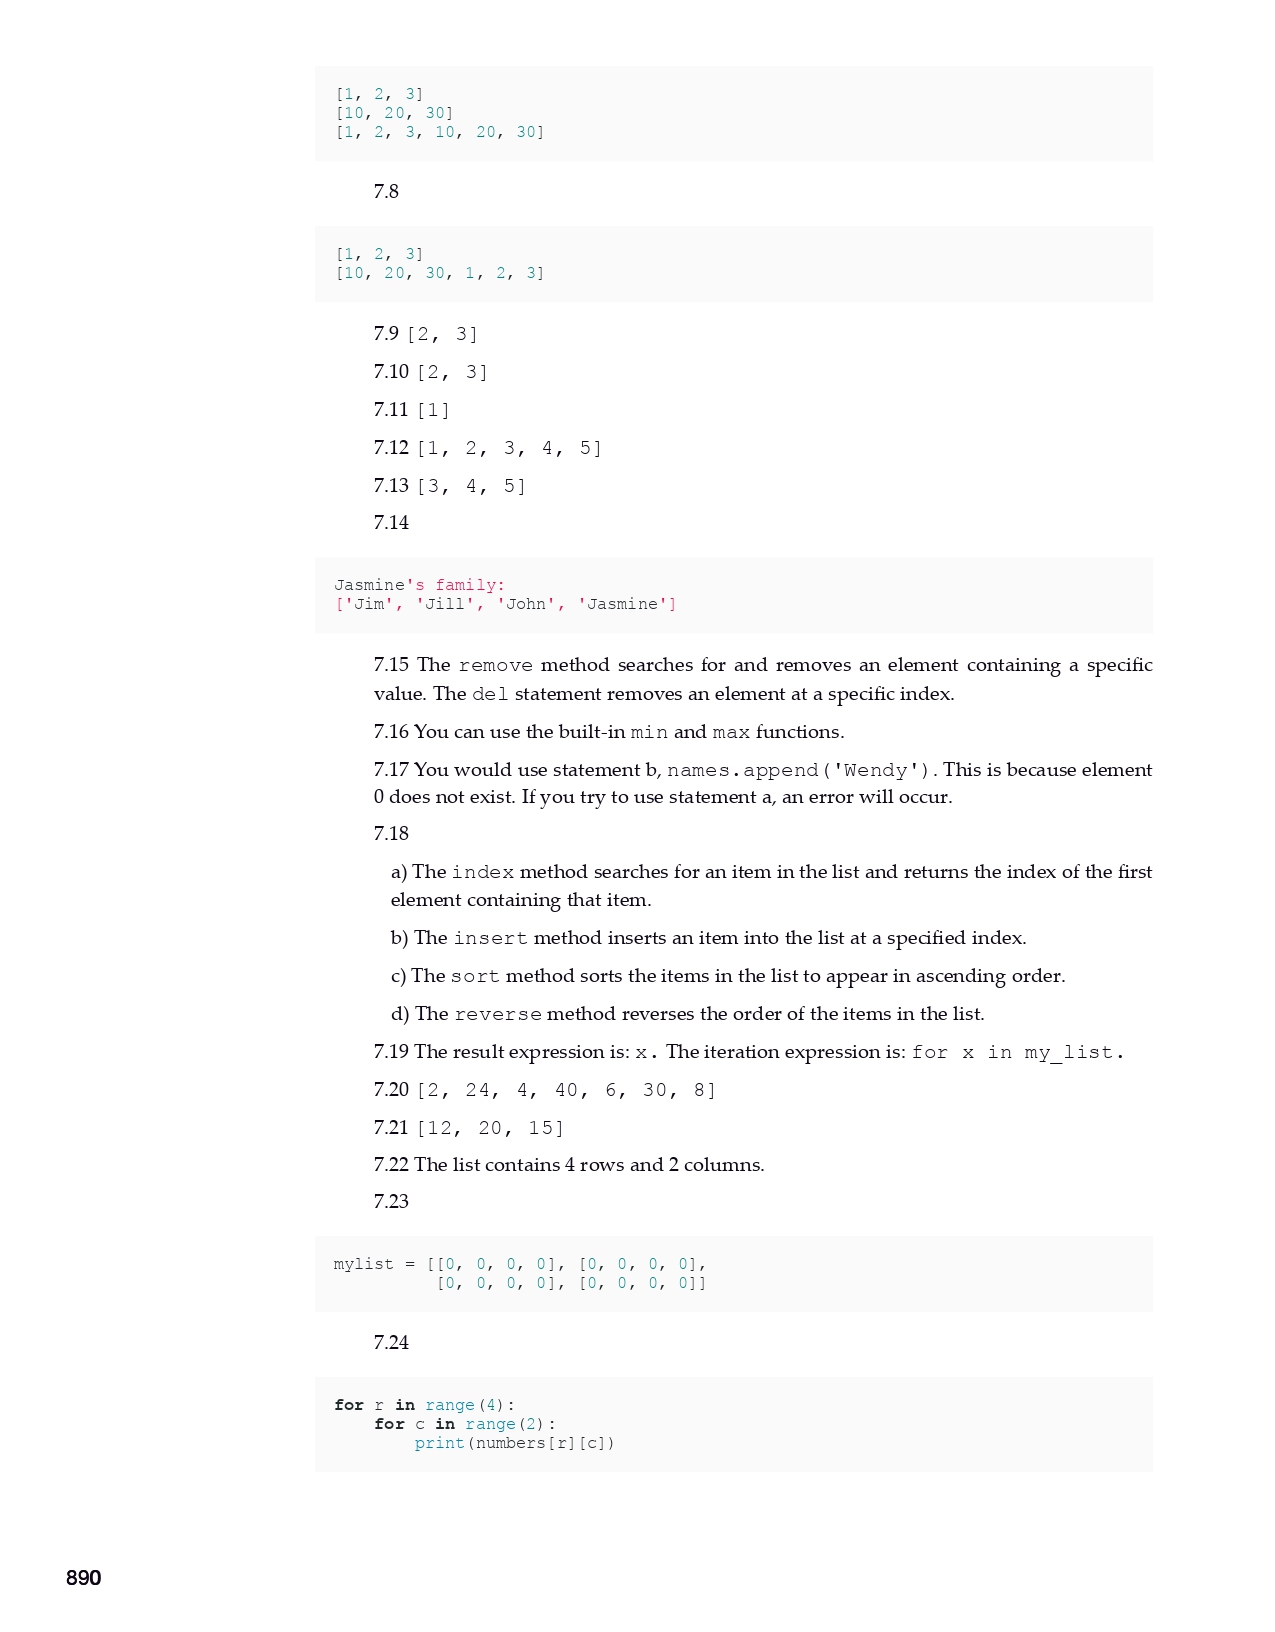 [1, 2, 3]
[10, 20, 30]
[1, 2, 3, 10, 20, 30]
7.8
[1, 2, 3]
[10, 20, 30, 1, 2, 3]
7.9 [2, 3]
7.10 [2, 3]
7.11 [1]
7.12 [1, 2, 3, 4, 5]
7.13 [3, 4, 5]
7.14
Jasmine's family:
['Jim', 'Jill', 'John', 'Jasmine']
7.15 The remove method searches for and removes an element containing a specific
value. The del statement removes an element at a specific index.
7.16 You can use the built-in min and max functions.
7.17 You would use statement b, names.append('Wendy'). This is because element
0 does not exist. If you try to use statement a, an error will occur.
7.18
a) The index method searches for an item in the list and returns the index of the first
element containing that item.
b) The insert method inserts an item into the list at a specified index.
c) The sort method sorts the items in the list to appear in ascending order.
d) The reverse method reverses the order of the items in the list.
7.19 The result expression is: x. The iteration expression is: for x in my_list.
7.20 [2, 24, 4, 40, 6, 30, 8]
7.21 [12, 20, 15]
7.22 The list contains 4 rows and 2 columns.
7.23
mylist = [[0, 0, 0, 0], [0, 0, 0, 0],
          [0, 0, 0, 0], [0, 0, 0, 0]]
7.24
for r in range(4):
    for c in range(2):
        print(numbers[r][c])
890